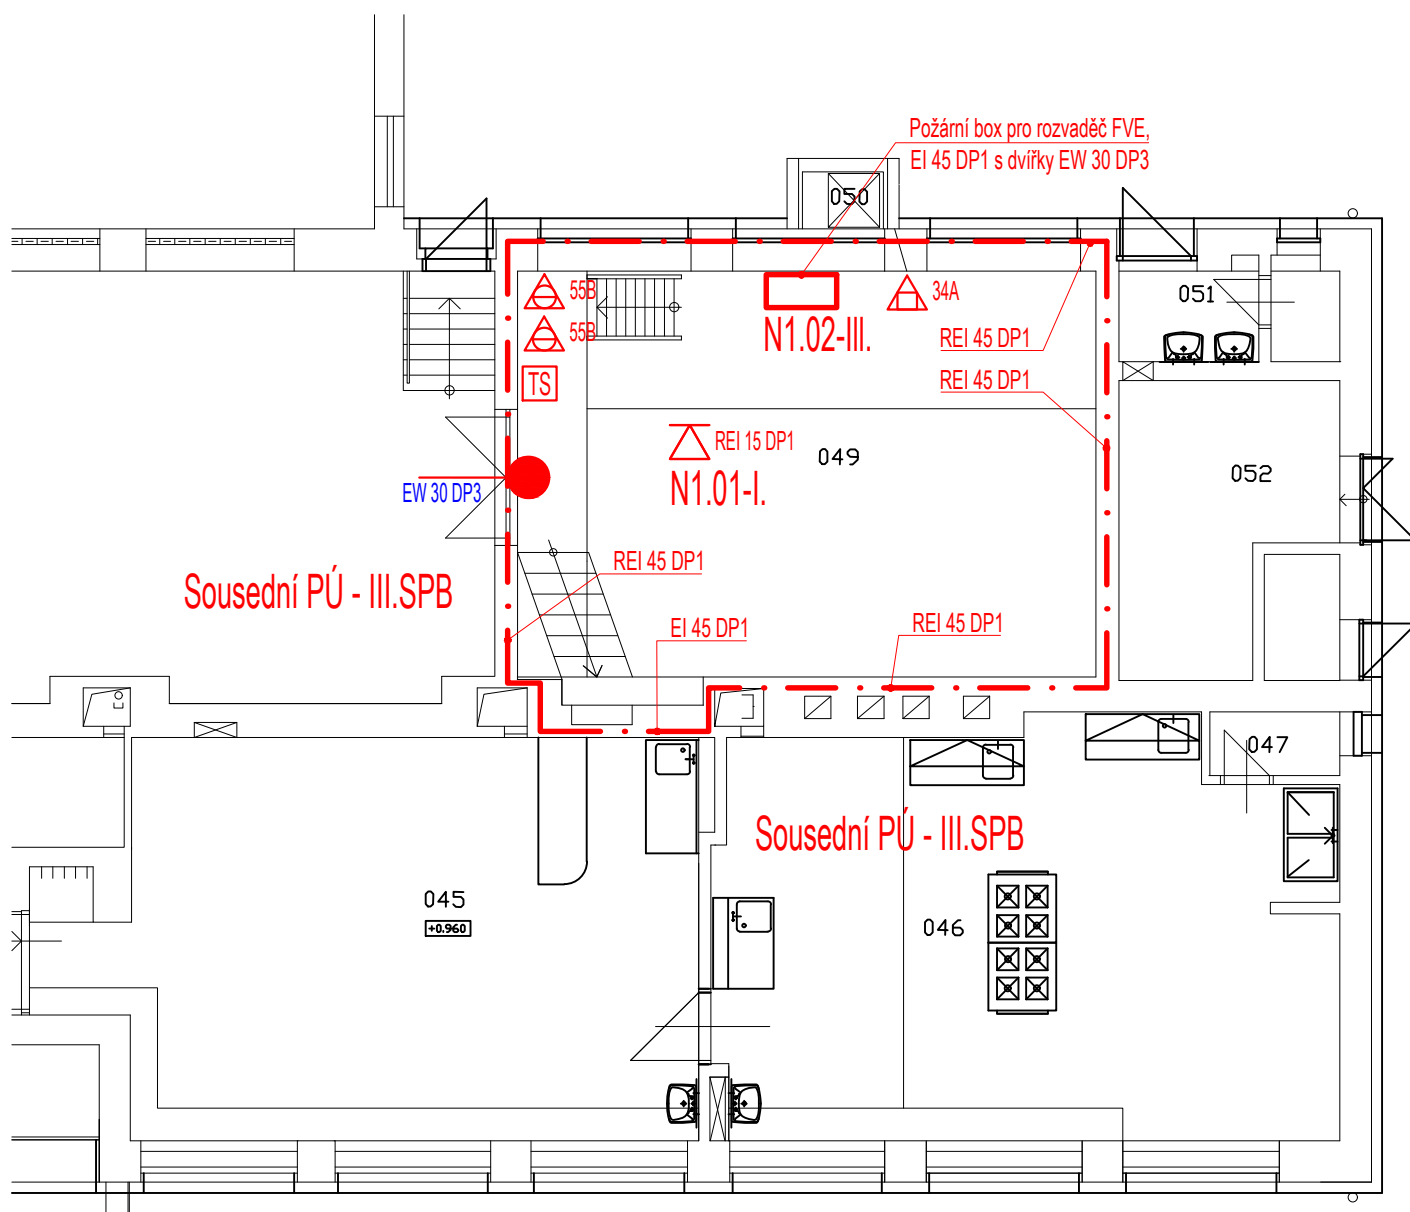 Požární box pro rozvaděč FVE,
EI 45 DP1 s dvířky EW 30 DP3
050
55B
34A
051
55B
N1.02-III.
REI 45 DP1
TS
REI 45 DP1
REI 15 DP1
049
052
N1.01-I.
EW 30 DP3
REI 45 DP1
Sousední PÚ - III.SPB
EI 45 DP1
REI 45 DP1
047
Sousední PÚ - III.SPB
045
+0.960
046